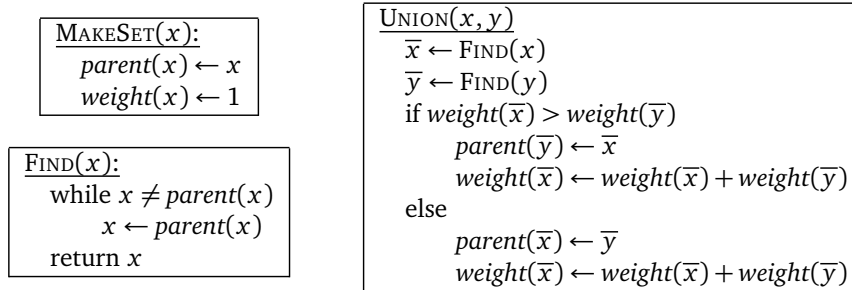 MAKESET(x):
parent(x) ← x
weight(x) ← 1
FIND(x):
while x ≠ parent(x)
x ← parent(x)
return x
UNION(x, y)
x̅ ← FIND(x)
y̅ ← FIND(y)
if weight(x̅) > weight(y̅)
parent(y̅) ← x̅
weight(x̅) ← weight(x̅) + weight(y̅)
else
parent(x̅) ← y̅
weight(x̅) ← weight(x̅) + weight(y̅)